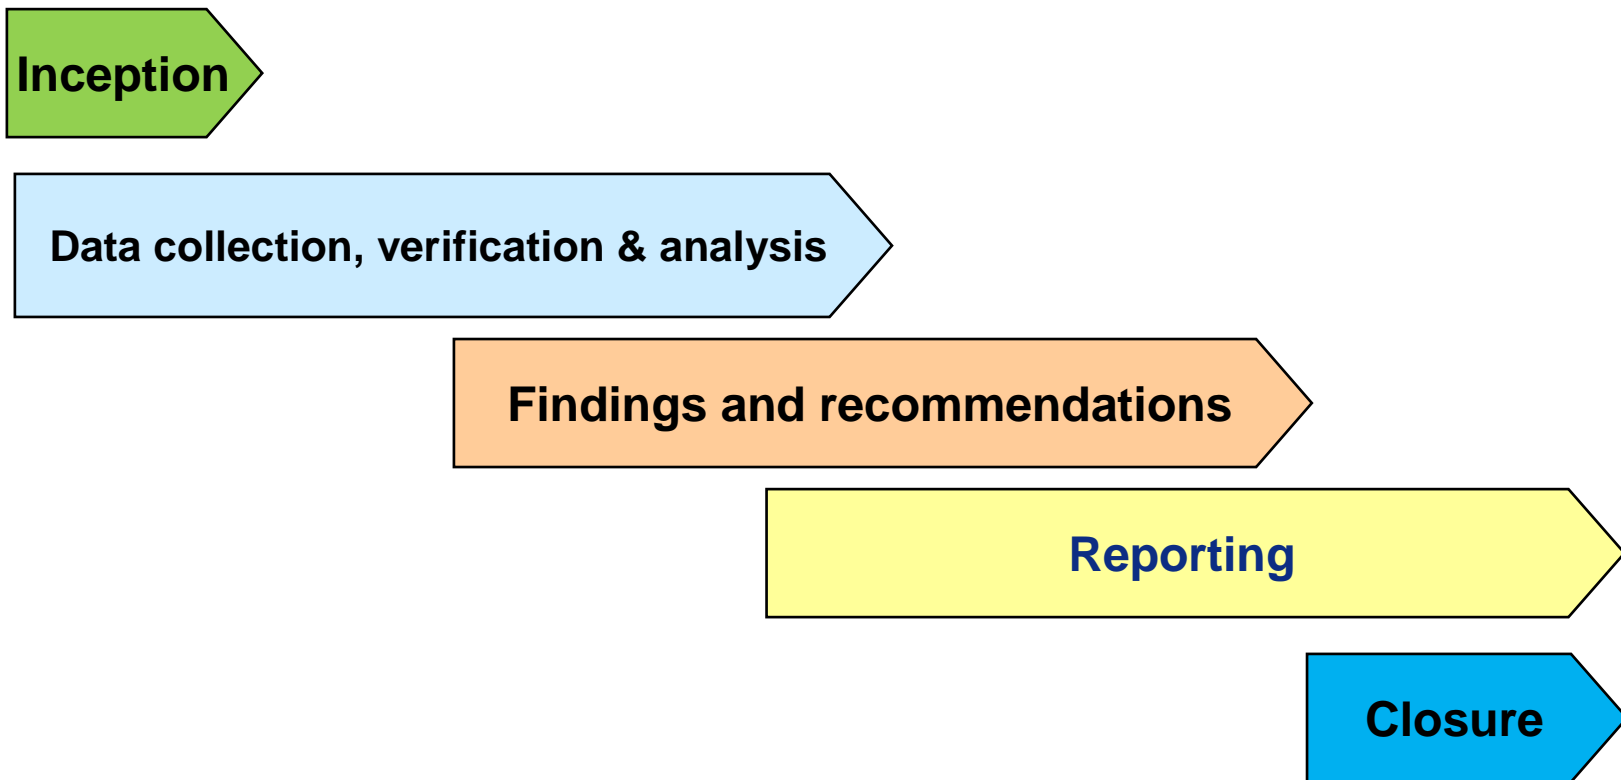 Inception
Data collection, verification & analysis
Findings and recommendations
Reporting
Closure